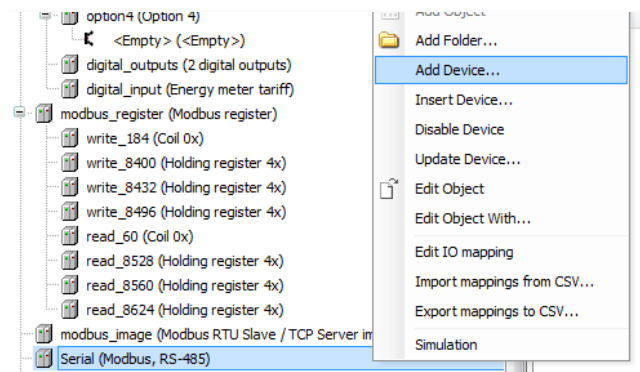 option4 (Option 4)
<Empty> (<Empty>)
digital_outputs (2 digital outputs)
digital_input (Energy meter tariff)
modbus_register (Modbus register)
write_184 (Coil 0x)
write_8400 (Holding register 4x)
write_8432 (Holding register 4x)
write_8496 (Holding register 4x)
read_60 (Coil 0x)
read_8528 (Holding register 4x)
read_8560 (Holding register 4x)
read_8624 (Holding register 4x)
modbus_image (Modbus RTU Slave / TCP Server im
Serial (Modbus, RS-485)
Add Object
Add Folder...
Add Device...
Insert Device...
Disable Device
Update Device...
Edit Object
Edit Object With...
Edit IO mapping
Import mappings from CSV...
Export mappings to CSV...
Simulation